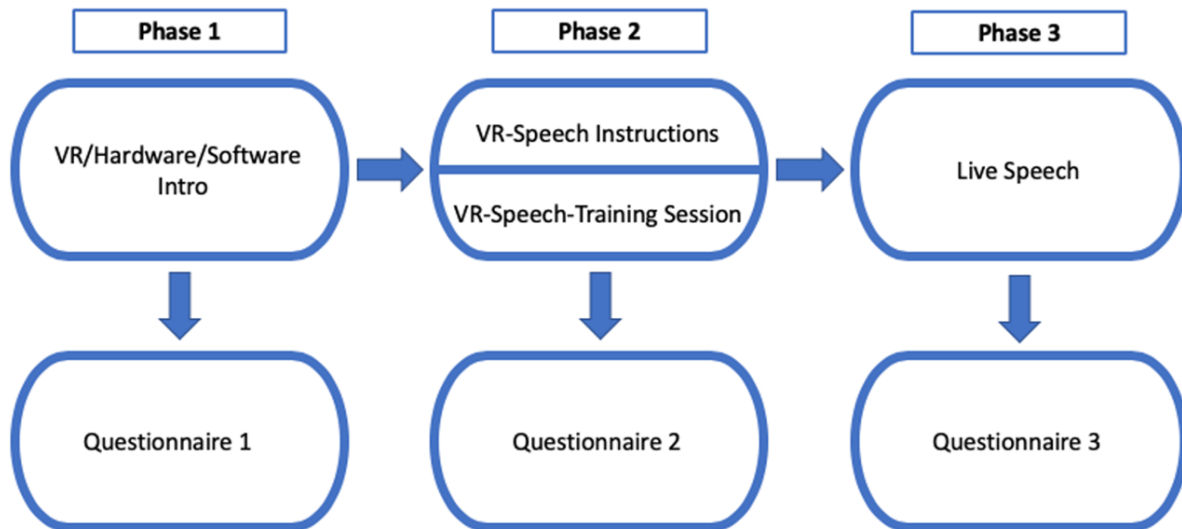 Phase 1
Phase 2
Phase 3
VR/Hardware/Software
Intro
VR-Speech Instructions
VR-Speech-Training Session
Live Speech
Questionnaire 1
Questionnaire 2
Questionnaire 3